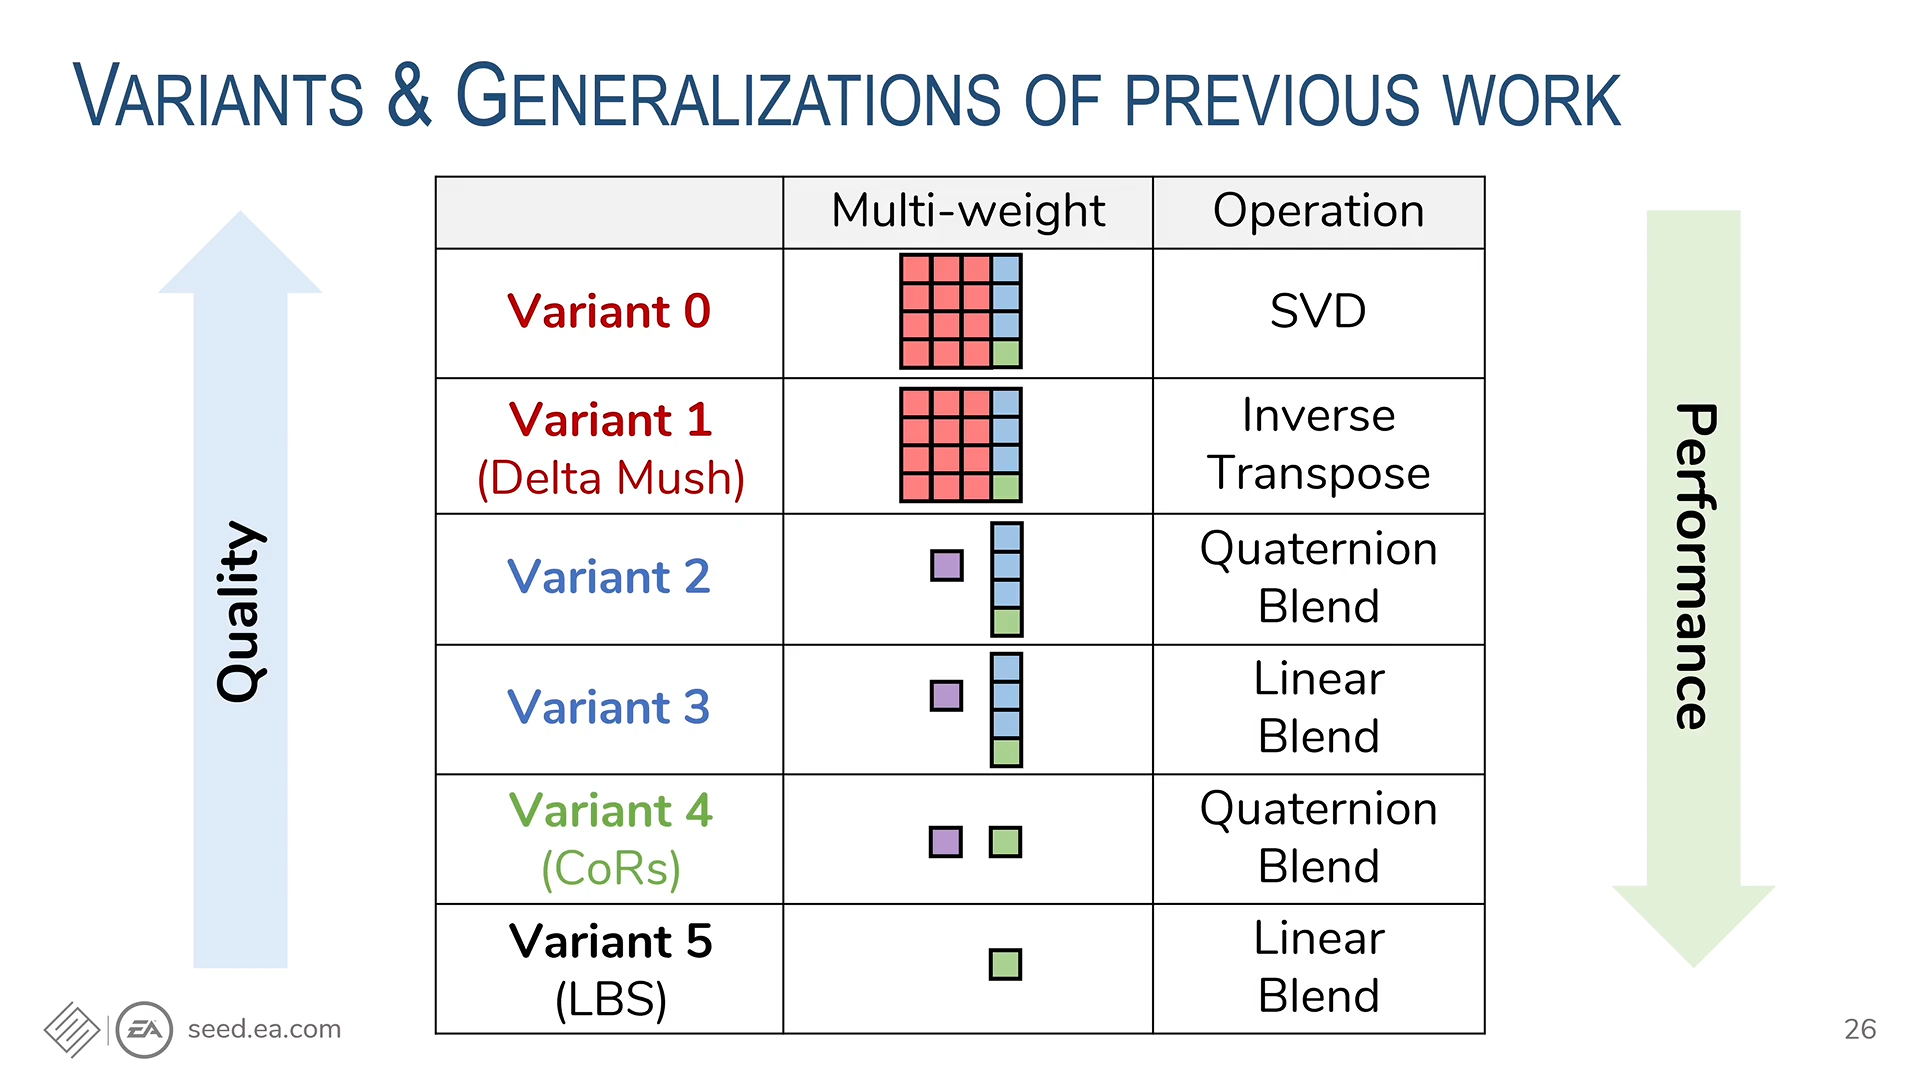 VARIANTS & GENERALIZATIONS OF PREVIOUS WORK
Multi-weight
Operation
Variant 0
SVD
Variant 1
(Delta Mush)
Inverse
Transpose
Variant 2
Quaternion
Blend
Variant 3
Linear
Blend
Variant 4
(CoRs)
Quaternion
Blend
Variant 5
(LBS)
Linear
Blend
Quality
Performance
EA
seed.ea.com
26